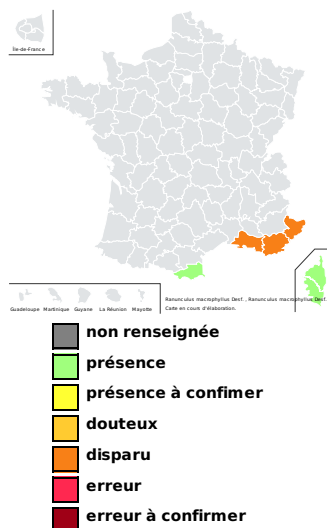 Île-de-France
Guadeloupe Martinique Guyane La Réunion Mayotte
Ranunculus macrophyllus Desf. , Ranunculus macrophyllus Desf.
Carte en cours d'élaboration.
non renseignée
présence
présence à confimer
douteux
disparu
erreur
erreur à confirmer